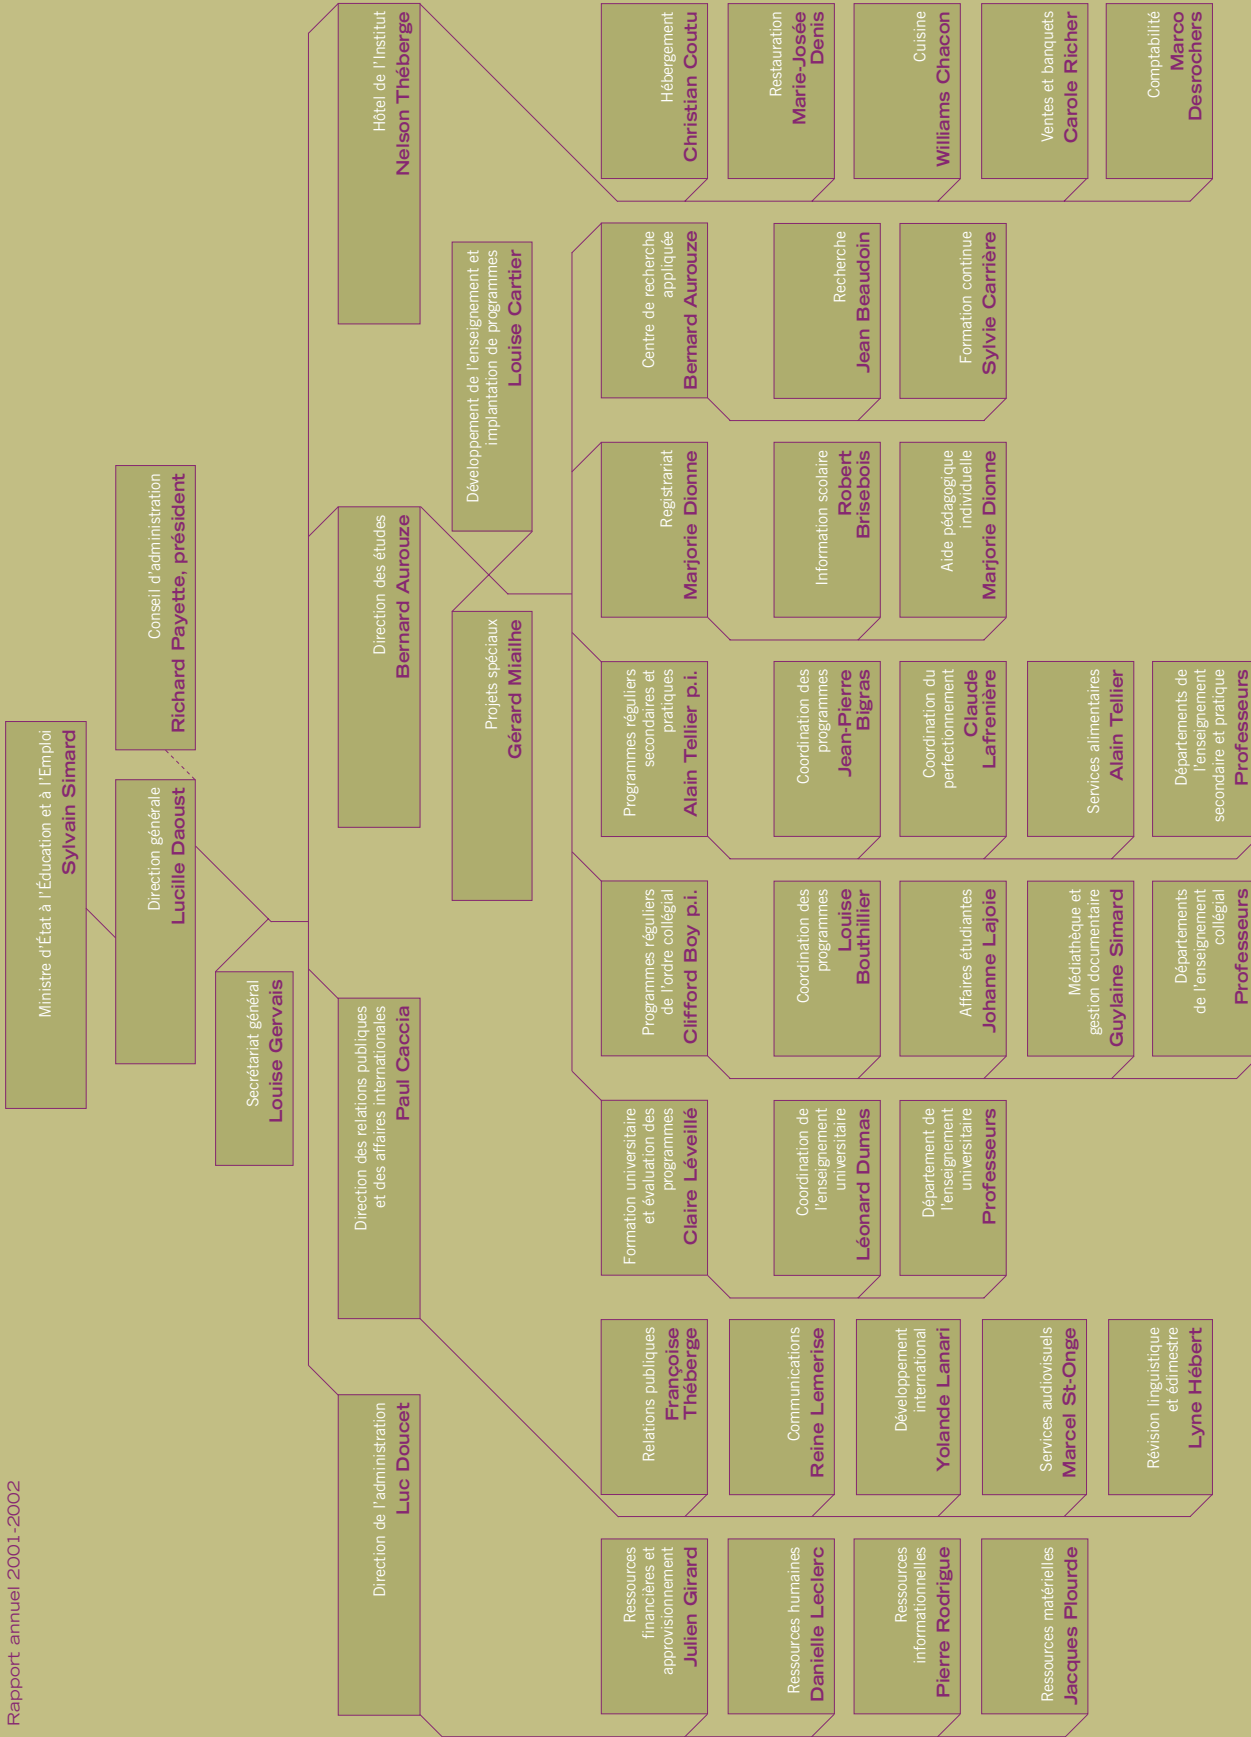 Rapport annuel 2001-2002
Ministre d'État à l'Éducation et à l'Emploi
Sylvain Simard
Direction générale
Lucille Daoust
Conseil d'administration
Richard Payette, président
Secrétariat général
Louise Gervais
Direction de l'administration
Luc Doucet
Direction des relations publiques
et des affaires internationales
Paul Caccia
Direction des études
Bernard Aurouze
Hôtel de l'Institut
Nelson Théberge
Projets spéciaux
Gérard Miailhe
Développement de l'enseignement et
implantation de programmes
Louise Cartier
Ressources
financières et
approvisionnement
Julien Girard
Ressources humaines
Danielle Leclerc
Ressources
informationnelles
Pierre Rodrigue
Ressources matérielles
Jacques Plourde
Relations publiques
Françoise
Théberge
Communications
Reine Lemerise
Développement
international
Yolande Lanari
Services audiovisuels
Marcel St-Onge
Révision linguistique
et édimestre
Lyne Hébert
Formation universitaire
et évaluation des
programmes
Claire Léveillé
Coordination de
l'enseignement
universitaire
Léonard Dumas
Département de
l'enseignement
universitaire
Professeurs
Programmes réguliers
de l'ordre collégial
Clifford Boy p.i.
Coordination des
programmes
Louise
Bouthillier
Affaires étudiantes
Johanne Lajoie
Médiathèque et
gestion documentaire
Guylaine Simard
Départements
de l'enseignement
collégial
Professeurs
Programmes réguliers
secondaires et
pratiques
Alain Tellier p.i.
Coordination des
programmes
Jean-Pierre
Bigras
Coordination du
perfectionnement
Claude
Lafrenière
Services alimentaires
Alain Tellier
Départements de
l'enseignement
secondaire et pratique
Professeurs
Registrariat
Marjorie Dionne
Information scolaire
Robert
Brisebois
Aide pédagogique
individuelle
Marjorie Dionne
Centre de recherche
appliquée
Bernard Aurouze
Recherche
Jean Beaudoin
Formation continue
Sylvie Carrière
Hébergement
Christian Coutu
Restauration
Marie-Josée
Denis
Cuisine
Williams Chacon
Ventes et banquets
Carole Richer
Comptabilité
Marco
Desrochers